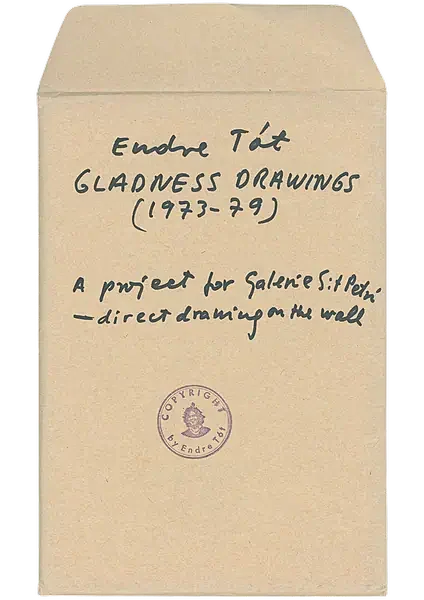 Endre Tót
GLADNESS DRAWINGS
(1973-79)
A project for Galerie S:t Petri
— direct drawing on the wall
COPYRIGHT
by Endre Tót